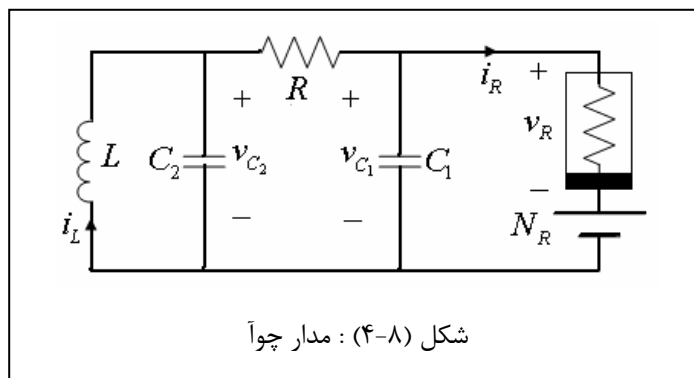 R
i_R
+
+
+
L
C_2
v_{C_2}
v_{C_1}
C_1
v_R
−
−
−
i_L
N_R
شکل (۴-۸) : مدار چوآ